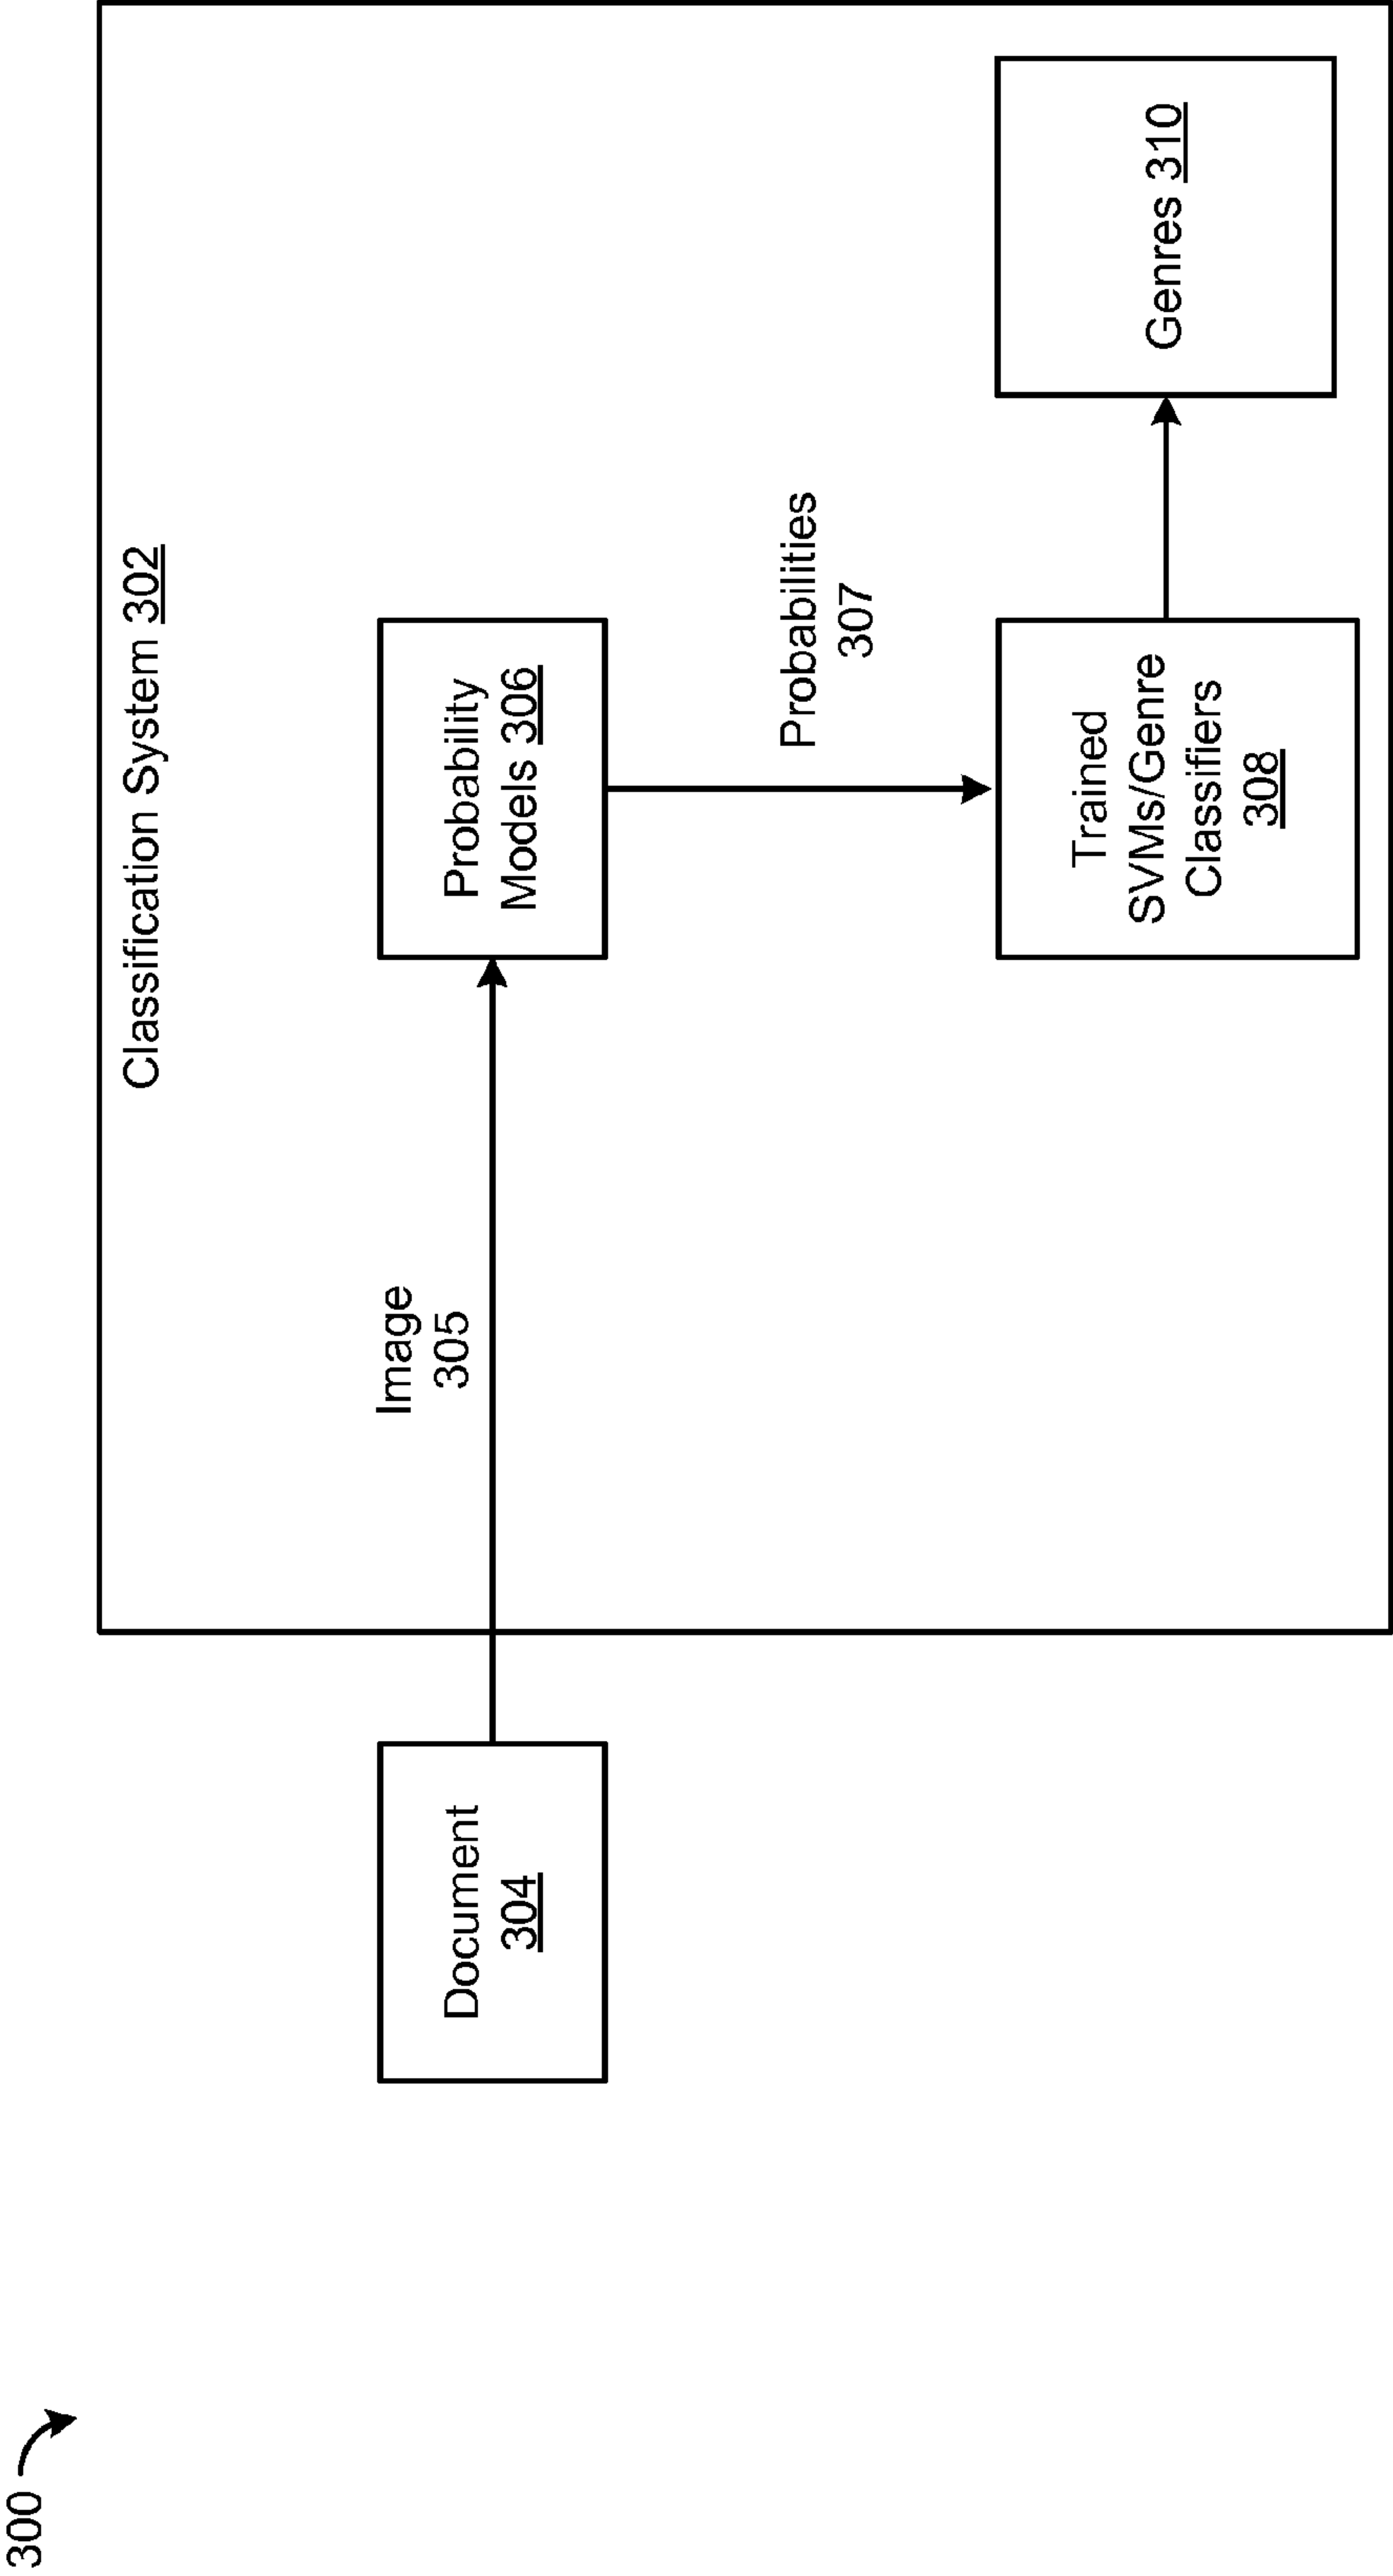 300
Classification System 302
Document
304
Image
305
Probability
Models 306
Probabilities
307
Trained
SVMs/Genre
Classifiers
308
Genres 310